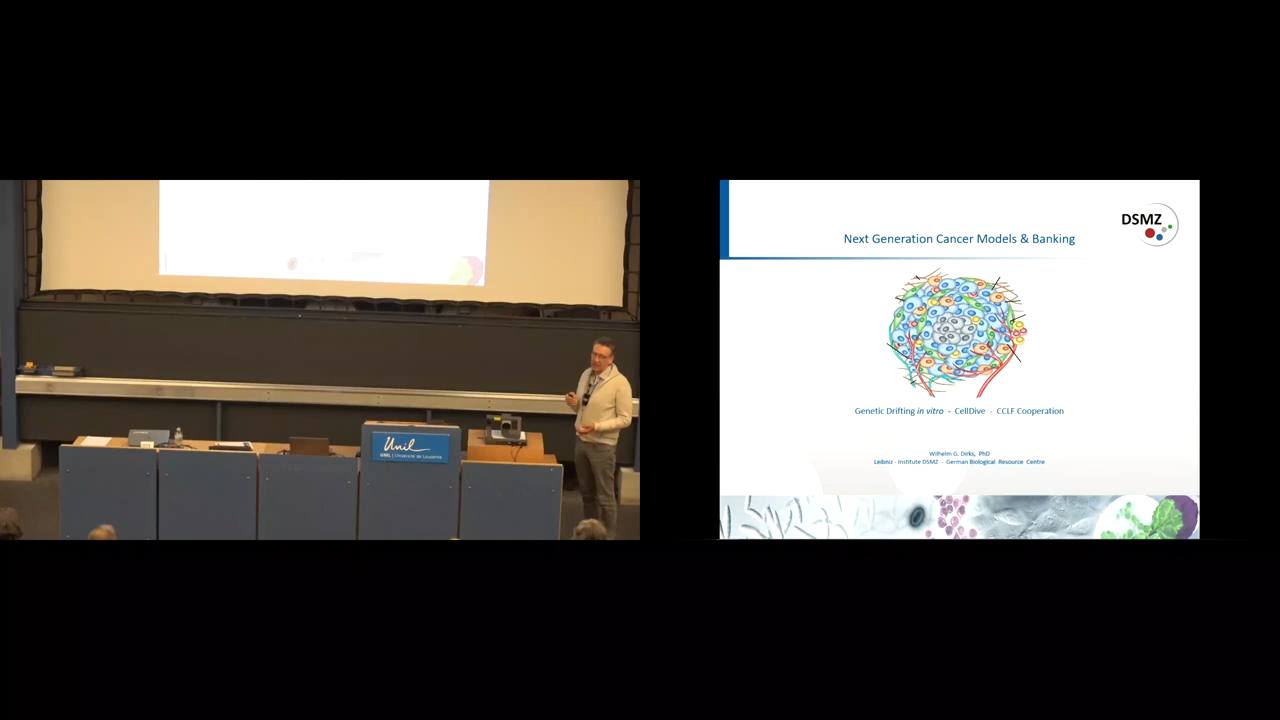 Unil
UNIL | Université de Lausanne
DSMZ
Next Generation Cancer Models & Banking
Genetic Drifting in vitro - CellDive - CCLF Cooperation
Wilhelm G. Dirks, PhD
Leibniz - Institute DSMZ - German Biological Resource Centre